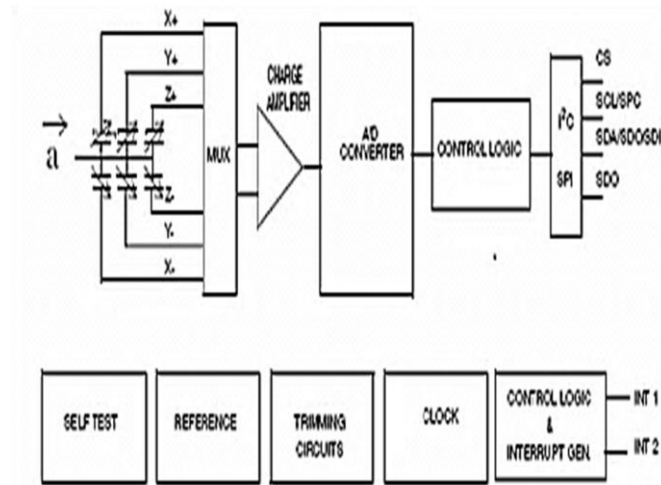 X+
Y+
Z+
a
Z-
Y-
X-
MUX
CHARGE
AMPLIFIER
A/D
CONVERTER
CONTROL LOGIC
I²C
SPI
CS
SCL/SPC
SDA/SDO/SDI
SDO
SELF TEST
REFERENCE
TRIMMING
CIRCUITS
CLOCK
CONTROL LOGIC
&
INTERRUPT GEN.
INT 1
INT 2